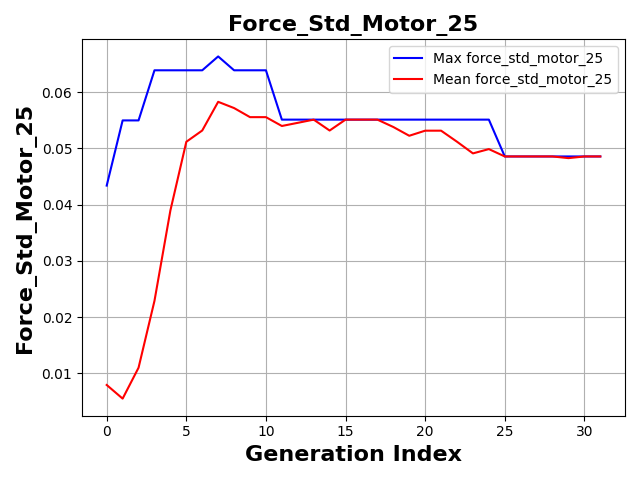 Force_Std_Motor_25
Max force_std_motor_25
Mean force_std_motor_25
Force_Std_Motor_25
0.06
0.05
0.04
0.03
0.02
0.01
0 5 10 15 20 25 30
Generation Index